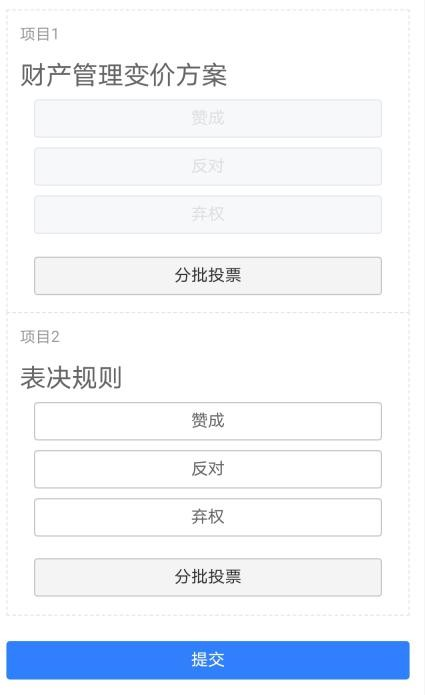 项目1
财产管理变价方案
赞成
反对
弃权
分批投票
项目2
表决规则
赞成
反对
弃权
分批投票
提交